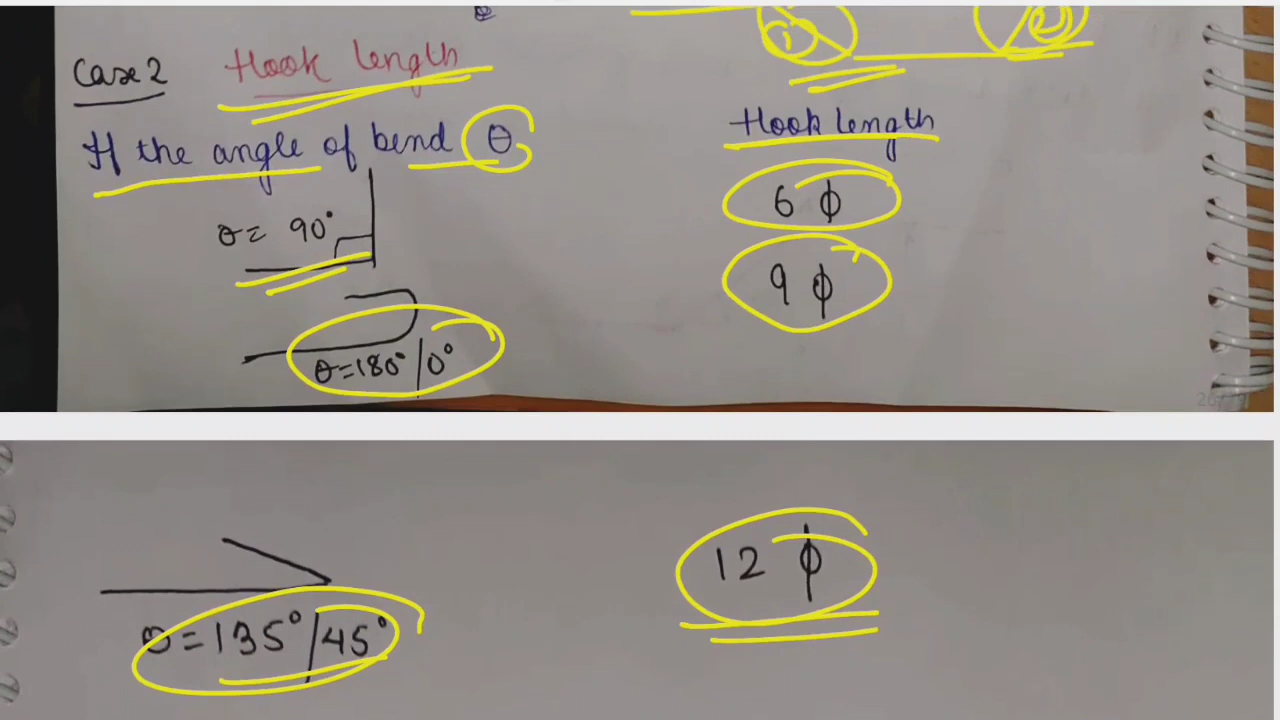 Case 2 Hook length
If the angle of bend θ
Hook length
θ = 90° 6 ϕ
θ = 180° / 0° 9 ϕ
θ = 135° / 45° 12 ϕ